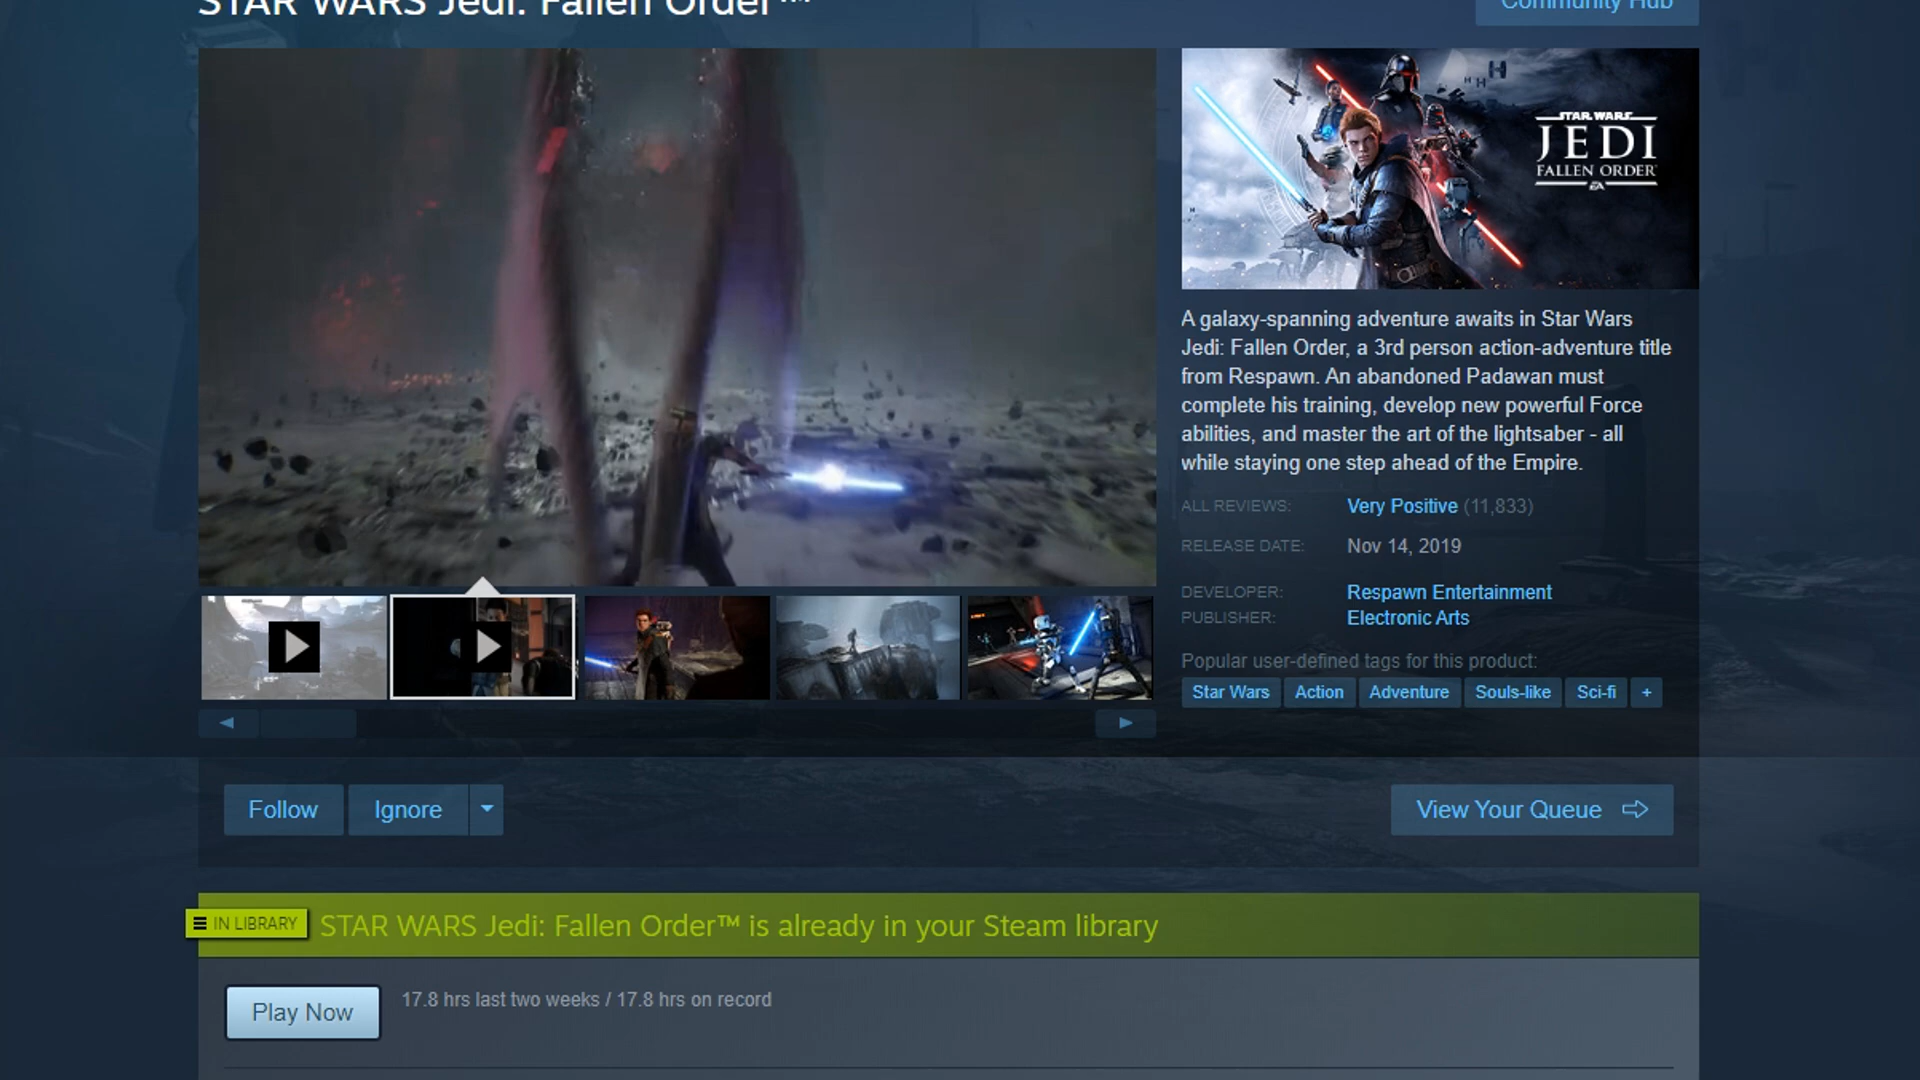 STAR WARS Jedi: Fallen Order™
Community Hub
STAR WARS
JEDI
FALLEN ORDER
EA
A galaxy-spanning adventure awaits in Star Wars
Jedi: Fallen Order, a 3rd person action-adventure title
from Respawn. An abandoned Padawan must
complete his training, develop new powerful Force
abilities, and master the art of the lightsaber - all
while staying one step ahead of the Empire.
ALL REVIEWS: Very Positive (11,833)
RELEASE DATE: Nov 14, 2019
DEVELOPER: Respawn Entertainment
PUBLISHER: Electronic Arts
Popular user-defined tags for this product:
Star Wars Action Adventure Souls-like Sci-fi +
Follow Ignore View Your Queue
IN LIBRARY STAR WARS Jedi: Fallen Order™ is already in your Steam library
Play Now 17.8 hrs last two weeks / 17.8 hrs on record